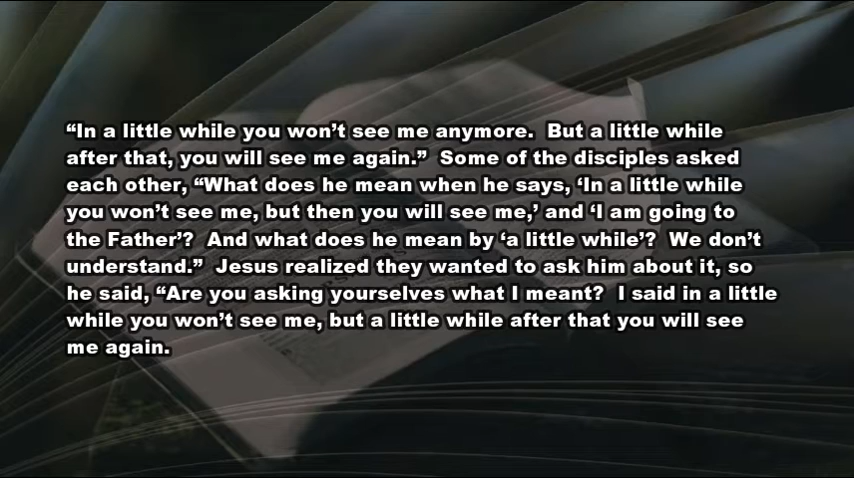 “In a little while you won’t see me anymore.  But a little while
after that, you will see me again.”  Some of the disciples asked
each other, “What does he mean when he says, ‘In a little while
you won’t see me, but then you will see me,’ and ‘I am going to
the Father’?  And what does he mean by ‘a little while’?  We don’t
understand.”  Jesus realized they wanted to ask him about it, so
he said, “Are you asking yourselves what I meant?  I said in a little
while you won’t see me, but a little while after that you will see
me again.